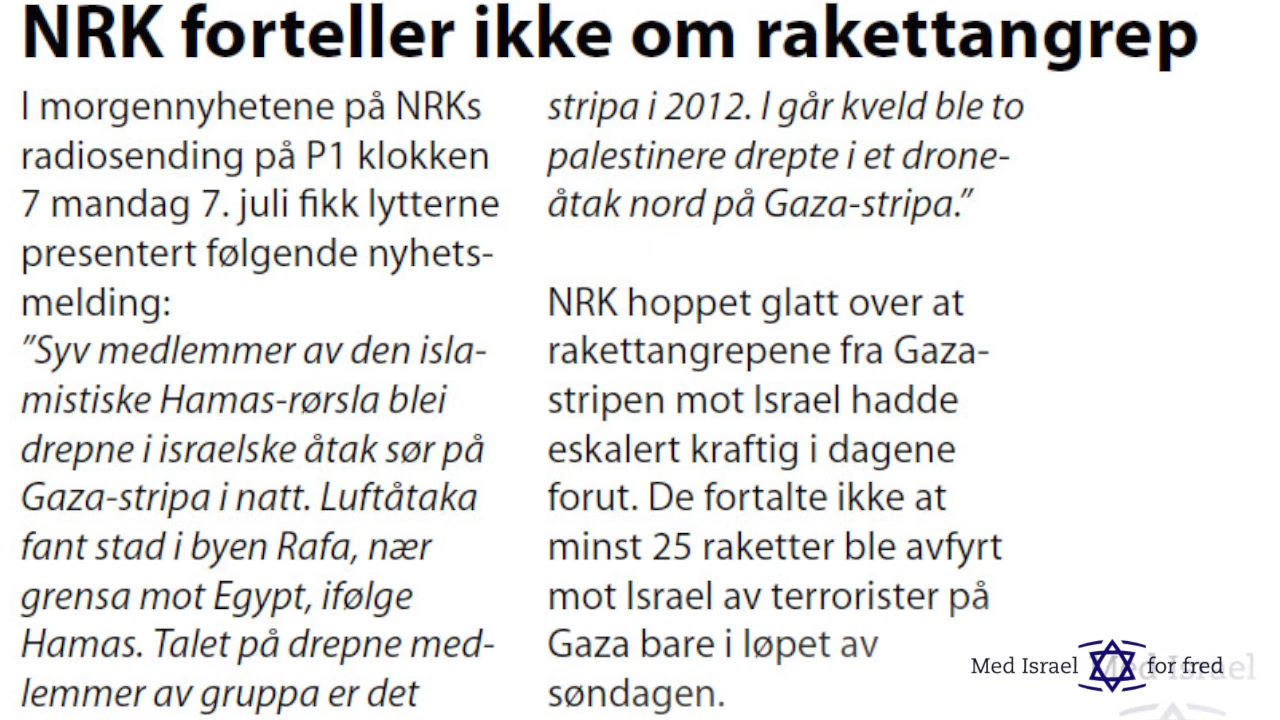 NRK forteller ikke om rakettangrep
I morgennyhetene på NRKs
radiosending på P1 klokken
7 mandag 7. juli fikk lytterne
presentert følgende nyhets-
melding:
”Syv medlemmer av den isla-
mistiske Hamas-rørsla blei
drepne i israelske åtak sør på
Gaza-stripa i natt. Luftåtaka
fant stad i byen Rafa, nær
grensa mot Egypt, ifølge
Hamas. Talet på drepne med-
lemmer av gruppa er det
stripa i 2012. I går kveld ble to
palestinere drepte i et drone-
åtak nord på Gaza-stripa.”
NRK hoppet glatt over at
rakettangrepene fra Gaza-
stripen mot Israel hadde
eskalert kraftig i dagene
forut. De fortalte ikke at
minst 25 raketter ble avfyrt
mot Israel av terrorister på
Gaza bare i løpet av
søndagen.
Med Israel for fred
Med Israel